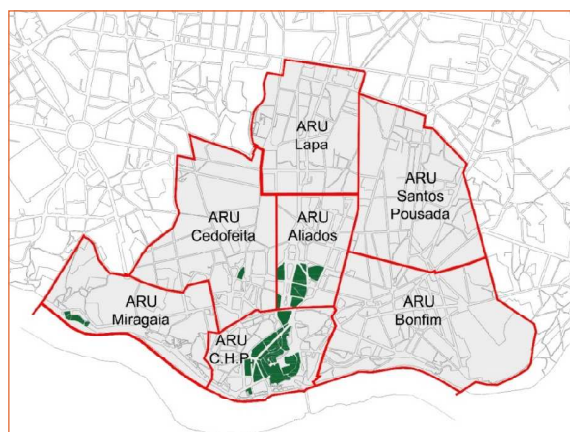 ARU
Lapa
ARU
Santos
Pousada
ARU
Cedofeita
ARU
Aliados
ARU
Miragaia
ARU
C.H.P.
ARU
Bonfim